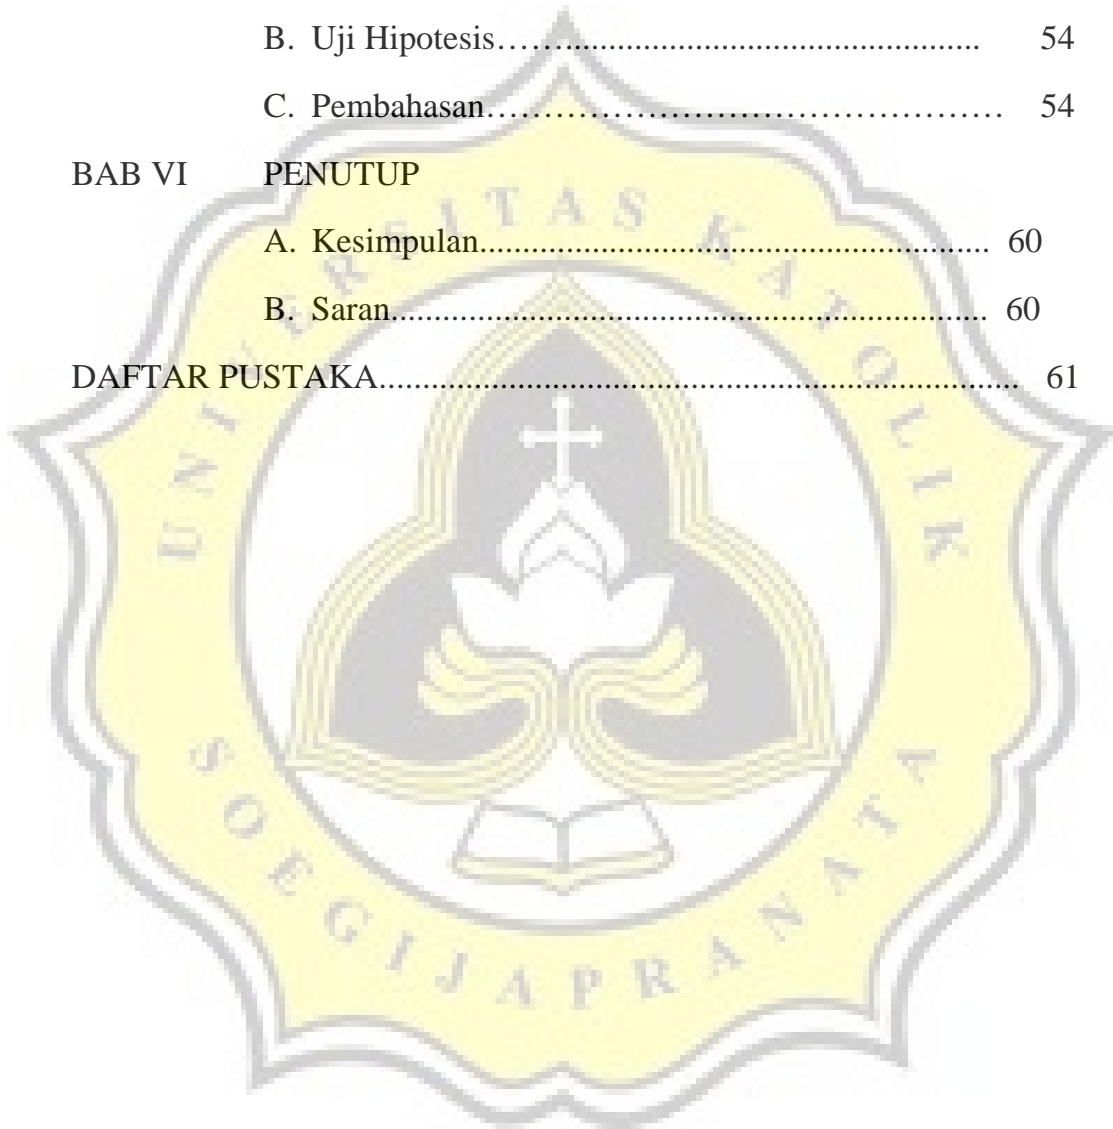 B. Uji Hipotesis…….................................................. 54
C. Pembahasan………………………………………… 54
BAB VI PENUTUP
A. Kesimpulan............................................................ 60
B. Saran...................................................................... 60
DAFTAR PUSTAKA........................................................................... 61
UNIVERSITAS KATOLIK
SOEGIJAPRANATA